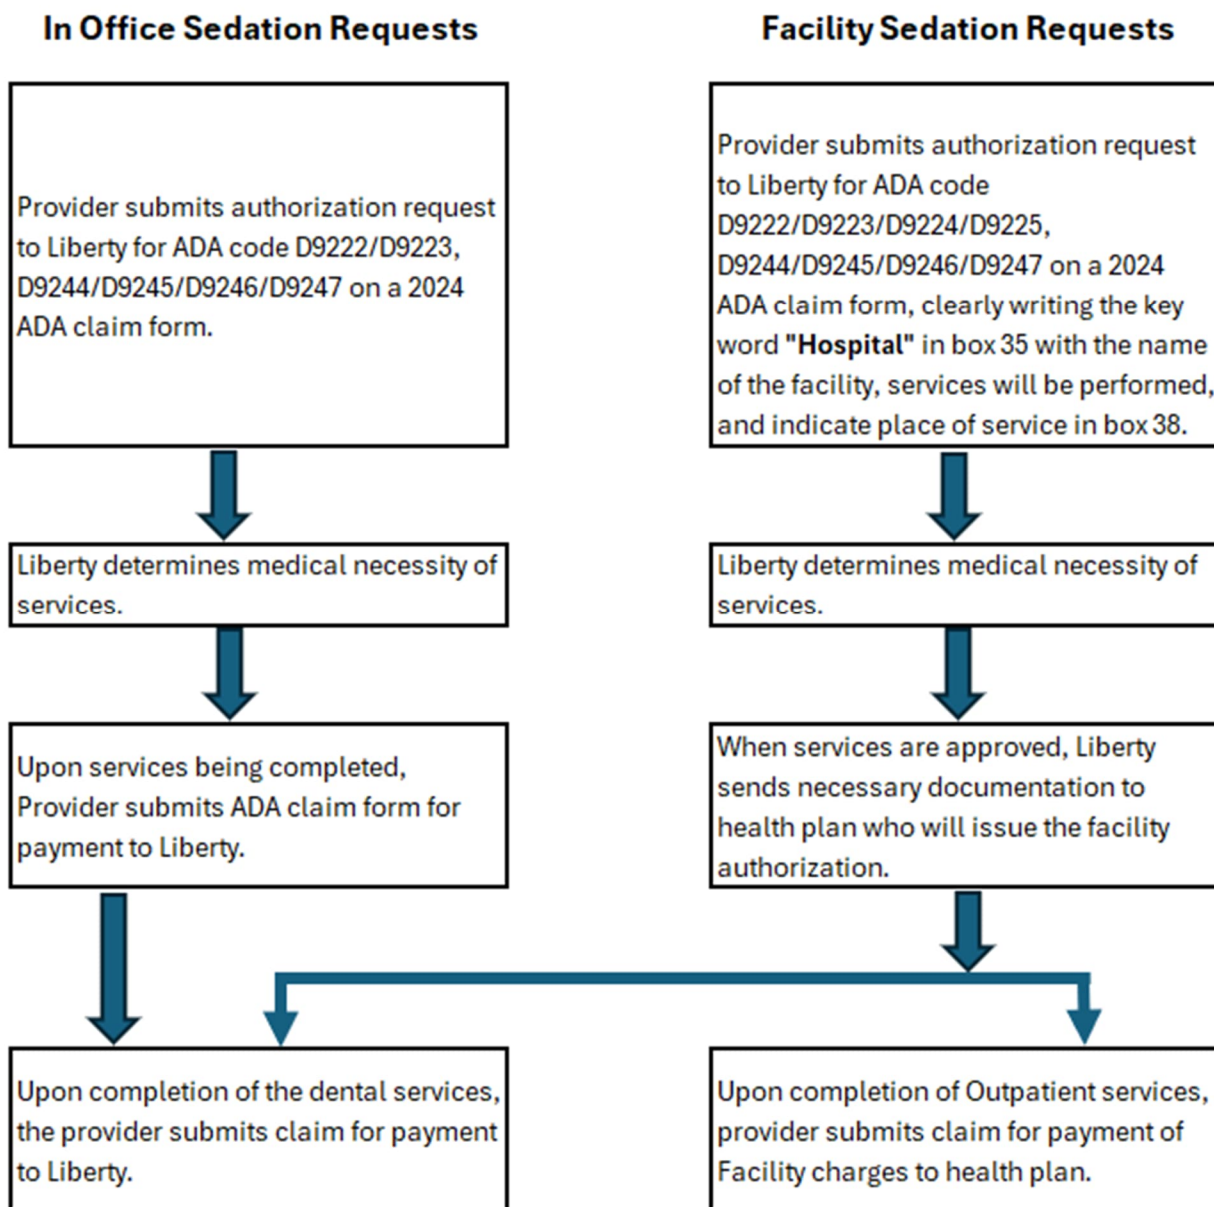 In Office Sedation Requests
Provider submits authorization request
to Liberty for ADA code D9222/D9223,
D9244/D9245/D9246/D9247 on a 2024
ADA claim form.
Liberty determines medical necessity of
services.
Upon services being completed,
Provider submits ADA claim form for
payment to Liberty.
Upon completion of the dental services,
the provider submits claim for payment
to Liberty.
Facility Sedation Requests
Provider submits authorization request
to Liberty for ADA code
D9222/D9223/D9224/D9225,
D9244/D9245/D9246/D9247 on a 2024
ADA claim form, clearly writing the key
word "Hospital" in box 35 with the name
of the facility, services will be performed,
and indicate place of service in box 38.
Liberty determines medical necessity of
services.
When services are approved, Liberty
sends necessary documentation to
health plan who will issue the facility
authorization.
Upon completion of Outpatient services,
provider submits claim for payment of
Facility charges to health plan.